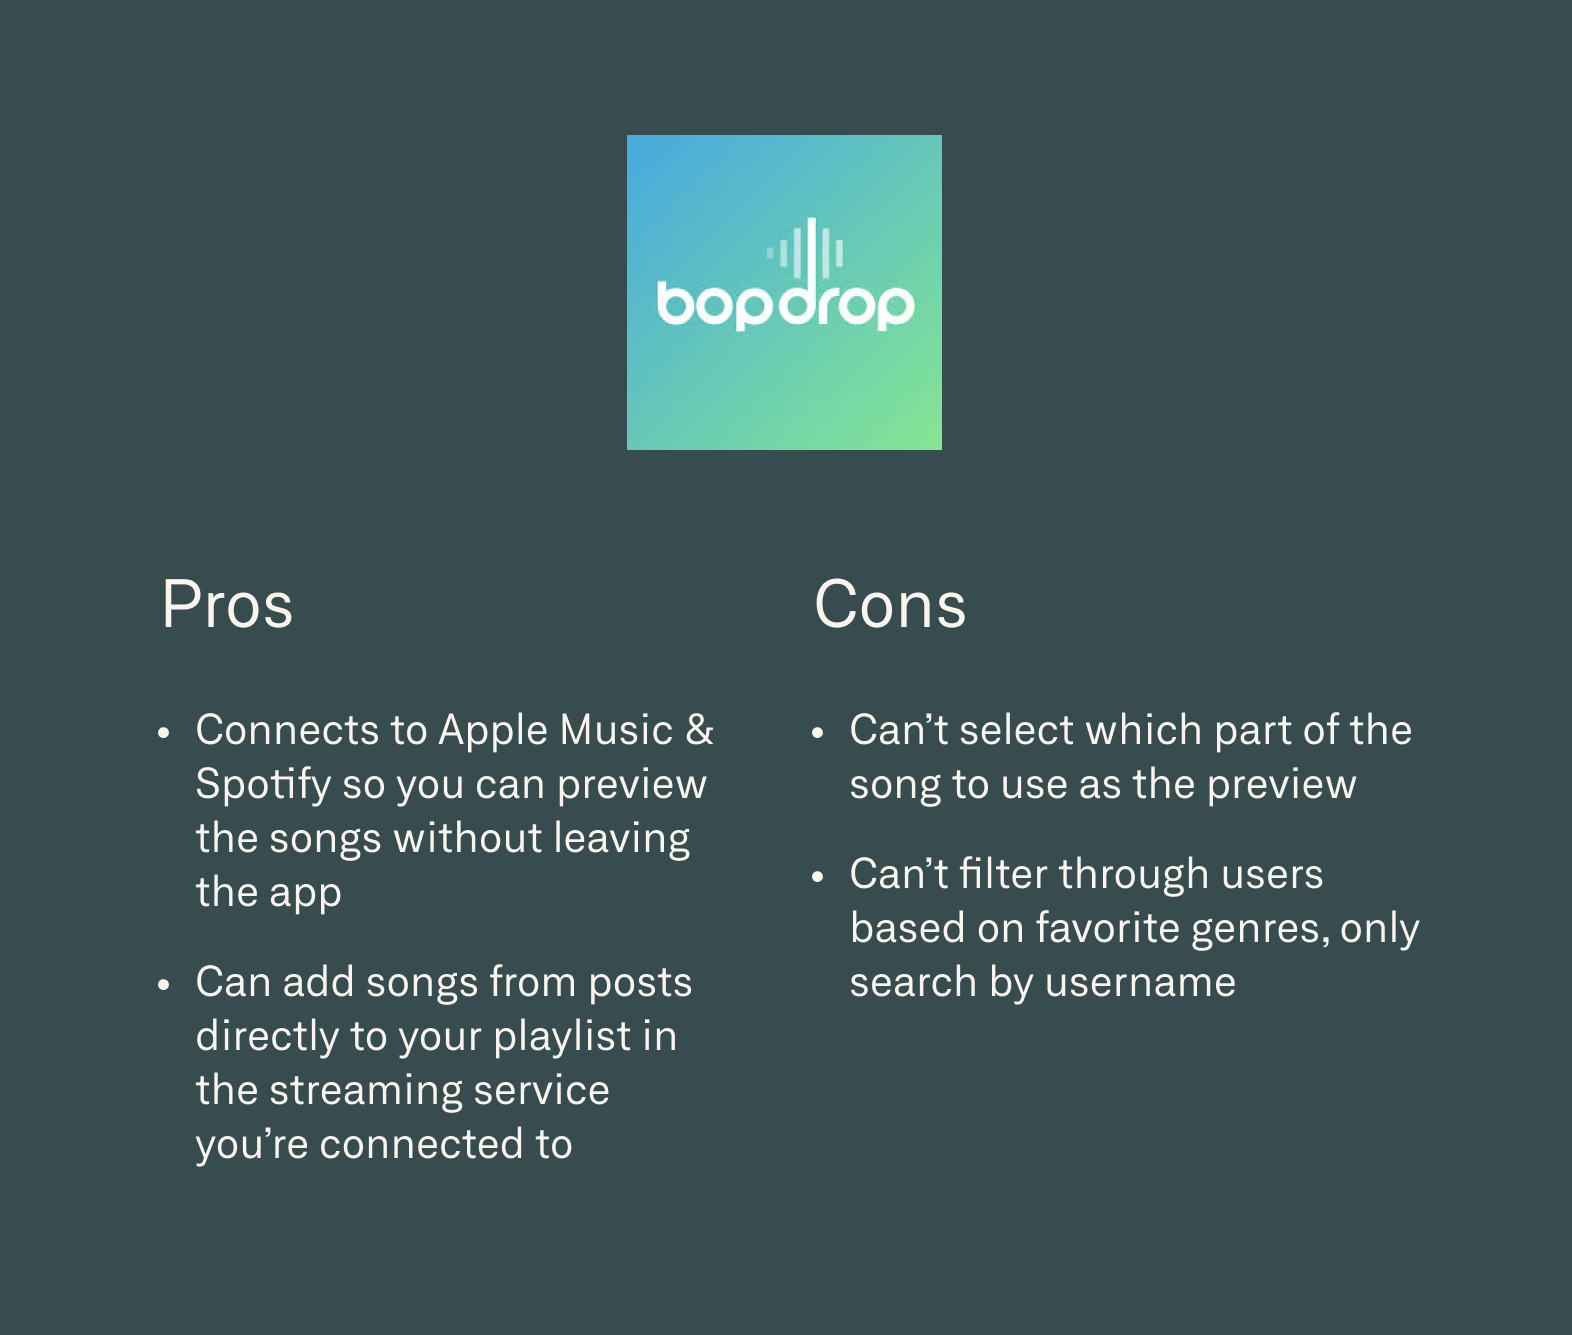 bopdrop
Pros
• Connects to Apple Music &
Spotify so you can preview
the songs without leaving
the app
• Can add songs from posts
directly to your playlist in
the streaming service
you’re connected to
Cons
• Can’t select which part of the
song to use as the preview
• Can’t filter through users
based on favorite genres, only
search by username